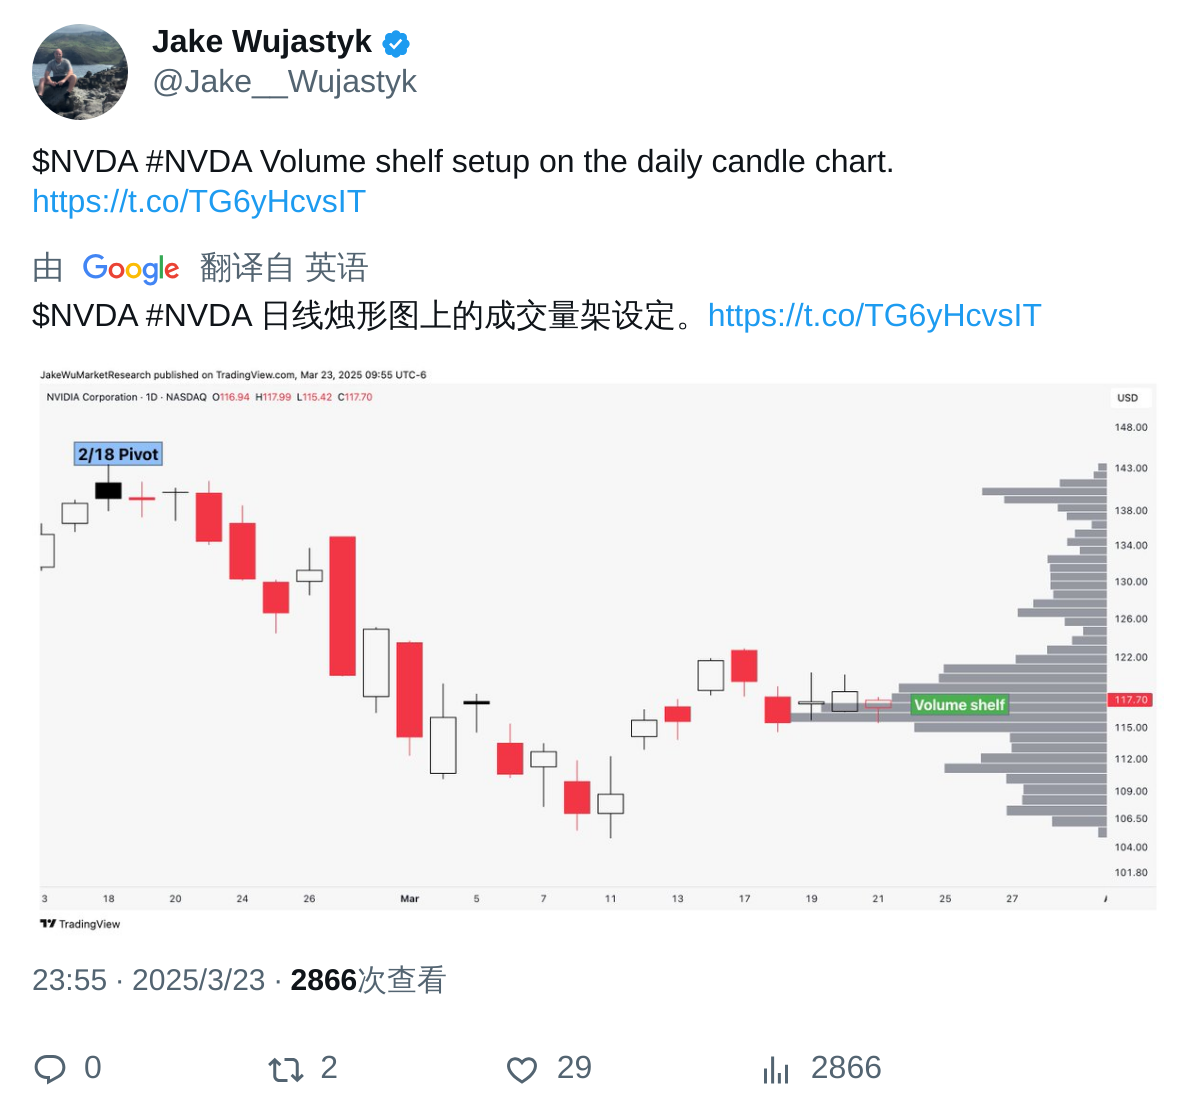 Jake Wujastyk
@Jake__Wujastyk
$NVDA #NVDA Volume shelf setup on the daily candle chart.
https://t.co/TG6yHcvsIT
由 Google 翻译自 英语
$NVDA #NVDA 日线烛形图上的成交量架设定。https://t.co/TG6yHcvsIT
JakeWuMarketResearch published on TradingView.com, Mar 23, 2025 09:55 UTC-6
NVIDIA Corporation · 1D · NASDAQ O116.94 H117.99 L115.42 C117.70
USD
148.00
2/18 Pivot
143.00
138.00
134.00
130.00
126.00
122.00
117.70
Volume shelf
115.00
112.00
109.00
106.50
104.00
101.80
3 18 20 24 26 Mar 5 7 11 13 17 19 21 25 27
TradingView
23:55 · 2025/3/23 · 2866次查看
0 2 29 2866